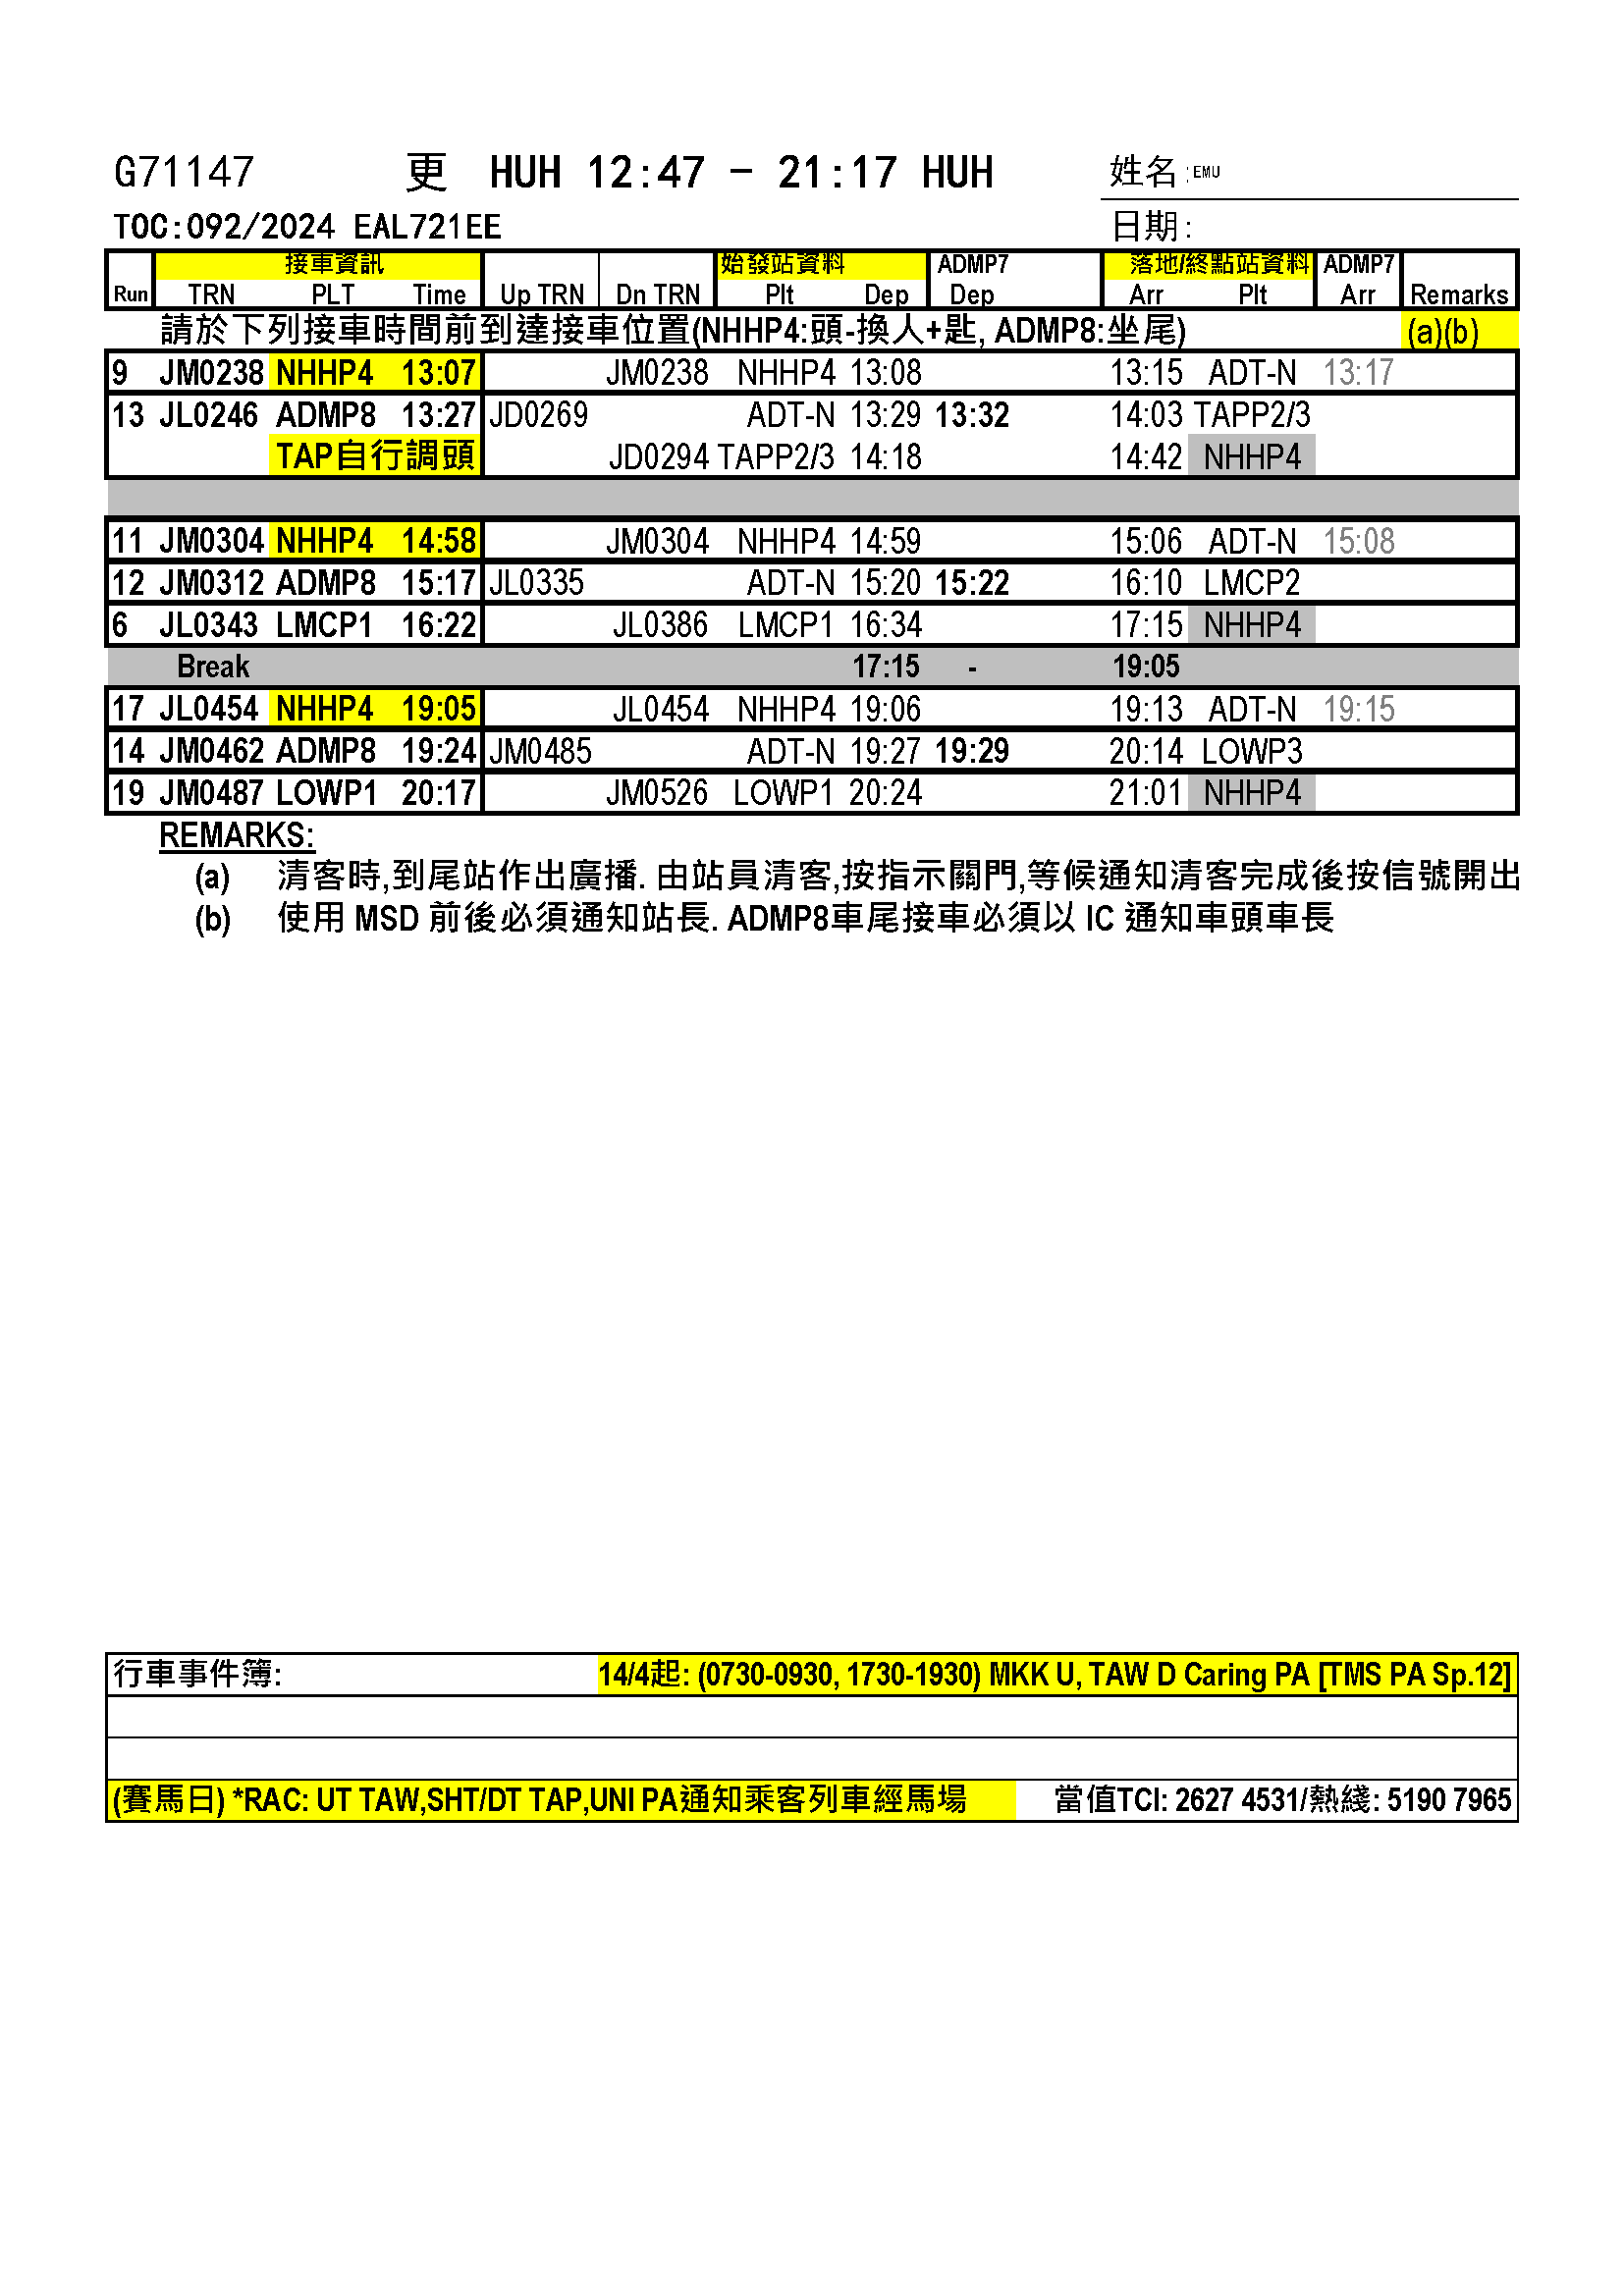 G71147 更 HUH 12:47 - 21:17 HUH 姓名:EMU
TOC:092/2024 EAL721EE 日期:
接車資訊 始發站資料 ADMP7 落地/終點站資料 ADMP7
Run TRN PLT Time Up TRN Dn TRN Plt Dep Dep Arr Plt Arr Remarks
請於下列接車時間前到達接車位置(NHHP4:頭-換人+匙, ADMP8:坐尾) (a)(b)
9 JM0238 NHHP4 13:07 JM0238 NHHP4 13:08 13:15 ADT-N 13:17
13 JL0246 ADMP8 13:27 JD0269 ADT-N 13:29 13:32 14:03 TAPP2/3
TAP自行調頭 JD0294 TAPP2/3 14:18 14:42 NHHP4
11 JM0304 NHHP4 14:58 JM0304 NHHP4 14:59 15:06 ADT-N 15:08
12 JM0312 ADMP8 15:17 JL0335 ADT-N 15:20 15:22 16:10 LMCP2
6 JL0343 LMCP1 16:22 JL0386 LMCP1 16:34 17:15 NHHP4
Break 17:15 - 19:05
17 JL0454 NHHP4 19:05 JL0454 NHHP4 19:06 19:13 ADT-N 19:15
14 JM0462 ADMP8 19:24 JM0485 ADT-N 19:27 19:29 20:14 LOWP3
19 JM0487 LOWP1 20:17 JM0526 LOWP1 20:24 21:01 NHHP4
REMARKS:
(a) 清客時,到尾站作出廣播. 由站員清客,按指示關門,等候通知清客完成後按信號開出
(b) 使用 MSD 前後必須通知站長. ADMP8車尾接車必須以 IC 通知車頭車長
行車事件簿: 14/4起: (0730-0930, 1730-1930) MKK U, TAW D Caring PA [TMS PA Sp.12]
(賽馬日) *RAC: UT TAW,SHT/DT TAP,UNI PA通知乘客列車經馬場 當值TCI: 2627 4531/熱綫: 5190 7965